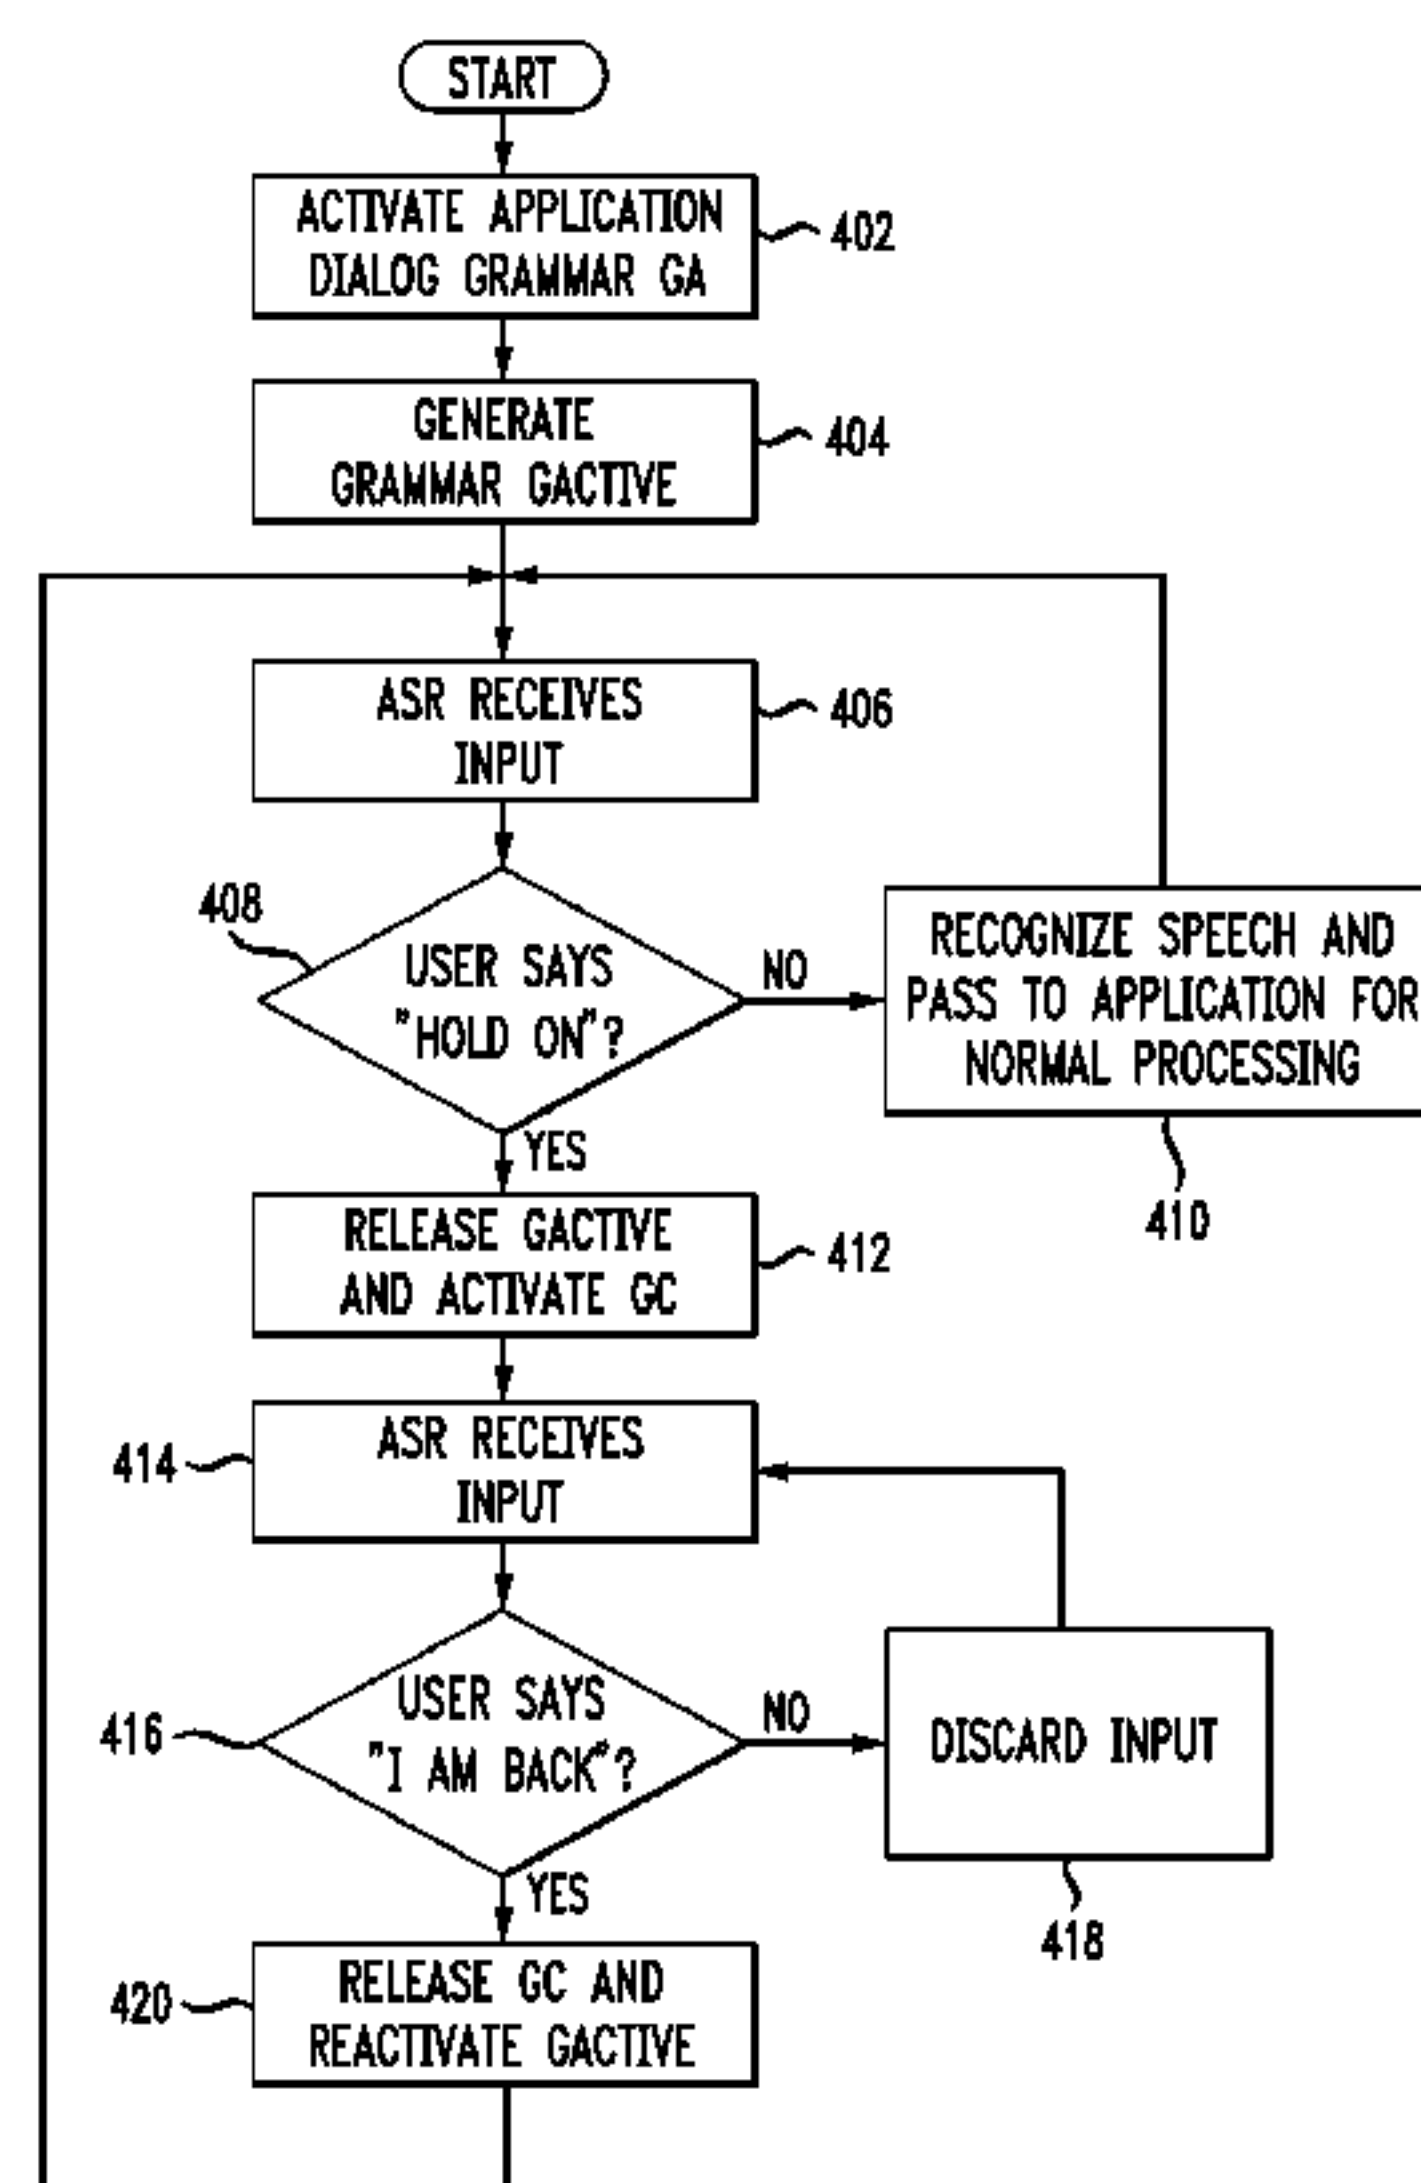 START
ACTIVATE APPLICATION
DIALOG GRAMMAR GA
402
GENERATE
GRAMMAR GACTIVE
404
ASR RECEIVES
INPUT
406
408
USER SAYS
"HOLD ON"?
NO
YES
RECOGNIZE SPEECH AND
PASS TO APPLICATION FOR
NORMAL PROCESSING
410
RELEASE GACTIVE
AND ACTIVATE GC
412
ASR RECEIVES
INPUT
414
USER SAYS
"I AM BACK"?
416
NO
YES
DISCARD INPUT
418
RELEASE GC AND
REACTIVATE GACTIVE
420